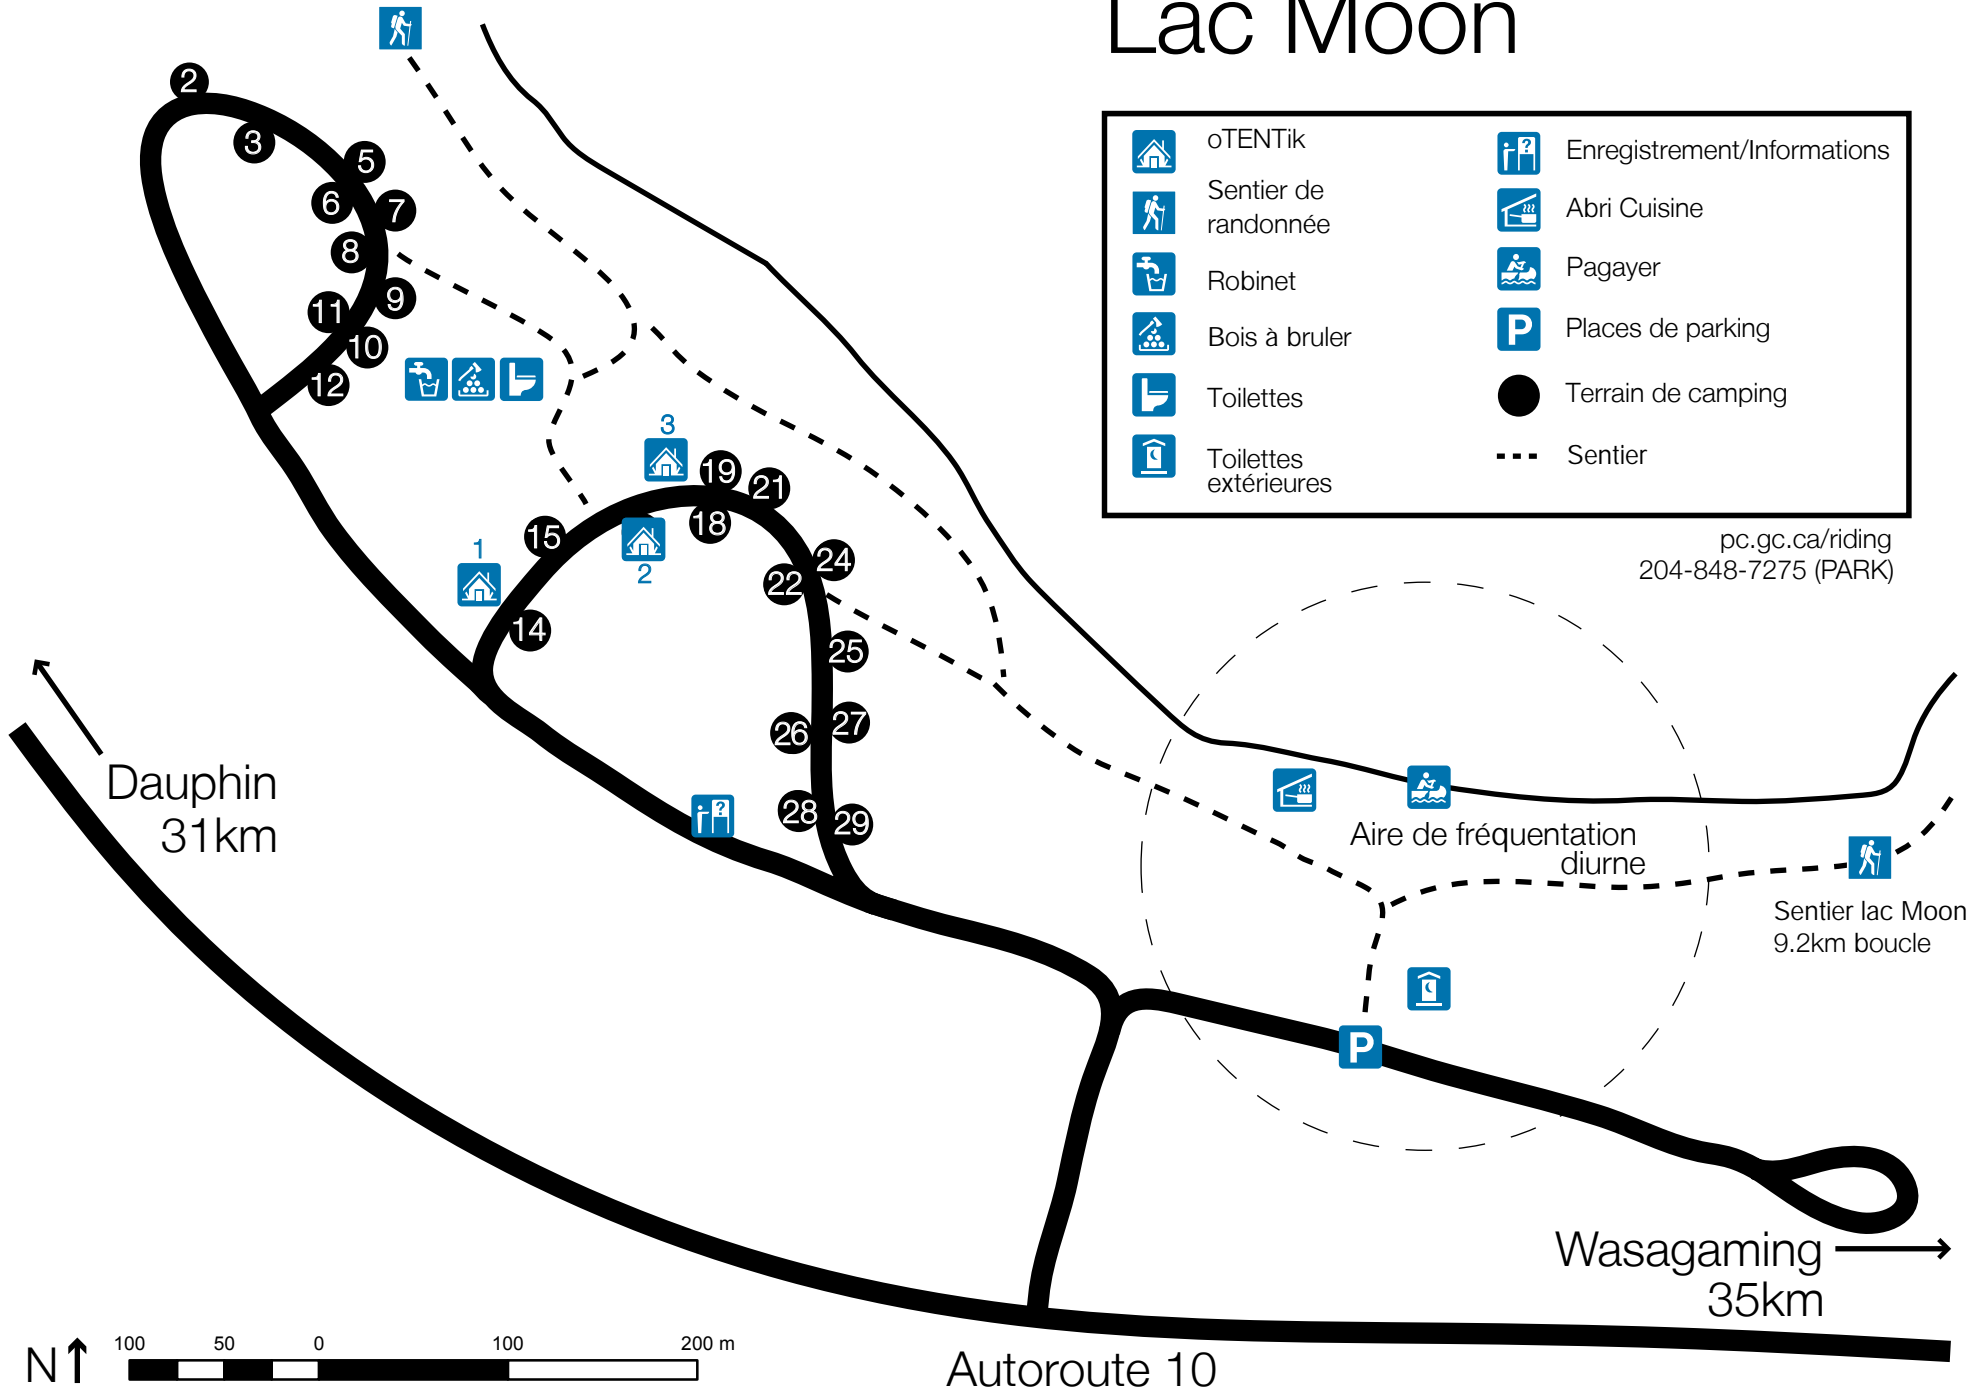 Lac Moon
oTENTik
Sentier de
randonnée
Robinet
Bois à bruler
Toilettes
Toilettes
extérieures
Enregistrement/Informations
Abri Cuisine
Pagayer
P
Places de parking
Terrain de camping
Sentier
pc.gc.ca/riding
204-848-7275 (PARK)
2
3
5
6
7
8
9
11
10
12
3
19
21
18
15
1
2
24
22
14
25
26
27
28
29
?
Dauphin
31km
Aire de fréquentation
diurne
Sentier lac Moon
9.2km boucle
P
Wasagaming
35km
N
100 50 0 100 200 m
Autoroute 10